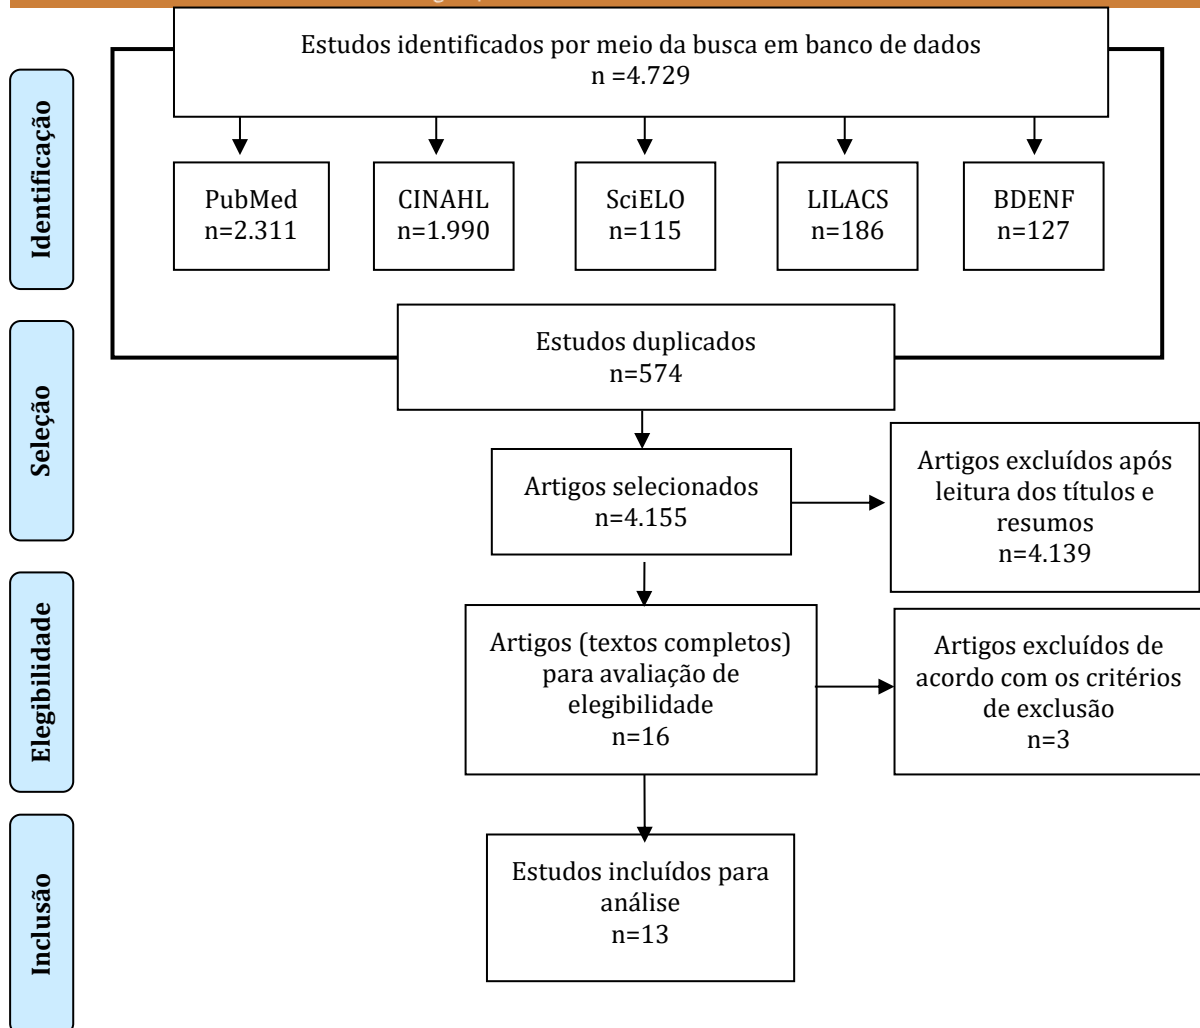 Estudos identificados por meio da busca em banco de dados
n =4.729
Identificação
PubMed
n=2.311
CINAHL
n=1.990
SciELO
n=115
LILACS
n=186
BDENF
n=127
Seleção
Estudos duplicados
n=574
Artigos selecionados
n=4.155
Artigos excluídos após
leitura dos títulos e
resumos
n=4.139
Elegibilidade
Artigos (textos completos)
para avaliação de
elegibilidade
n=16
Artigos excluídos de
acordo com os critérios
de exclusão
n=3
Inclusão
Estudos incluídos para
análise
n=13